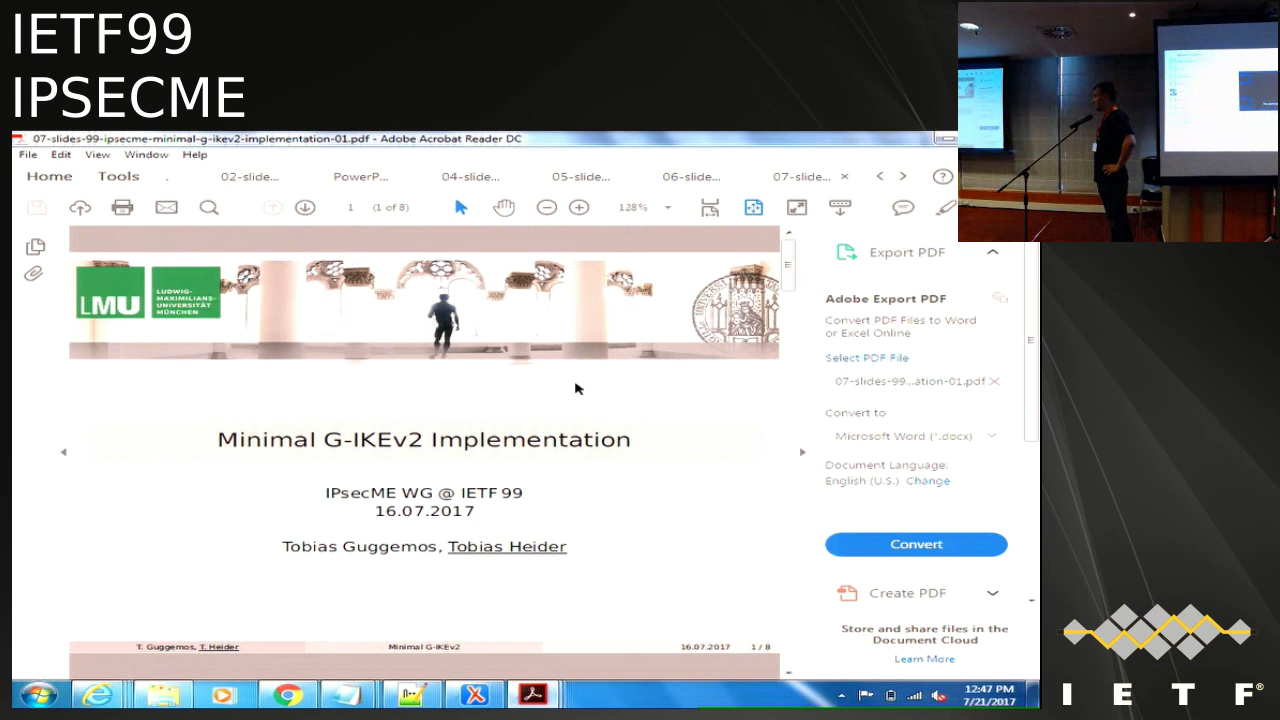 IETF99
IPSECME
07-slides-99-ipsecme-minimal-g-ikev2-implementation-01.pdf - Adobe Acrobat Reader DC
File Edit View Window Help
Home Tools . 02-slide... PowerP... 04-slide... 05-slide... 06-slide... 07-slide... ×
1 (1 of 8) 128%
LMU
LUDWIG-
MAXIMILIANS-
UNIVERSITÄT
MÜNCHEN
Minimal G-IKEv2 Implementation
IPsecME WG @ IETF 99
16.07.2017
Tobias Guggemos, Tobias Heider
T. Guggemos, T. Heider Minimal G-IKEv2 16.07.2017 1 / 8
Export PDF
Adobe Export PDF
Convert PDF Files to Word
or Excel Online
Select PDF File
07-slides-99...ation-01.pdf
Convert to
Microsoft Word (*.docx)
Document Language:
English (U.S.) Change
Convert
Create PDF
Store and share files in the
Document Cloud
Learn More
12:47 PM
7/21/2017
I E T F®